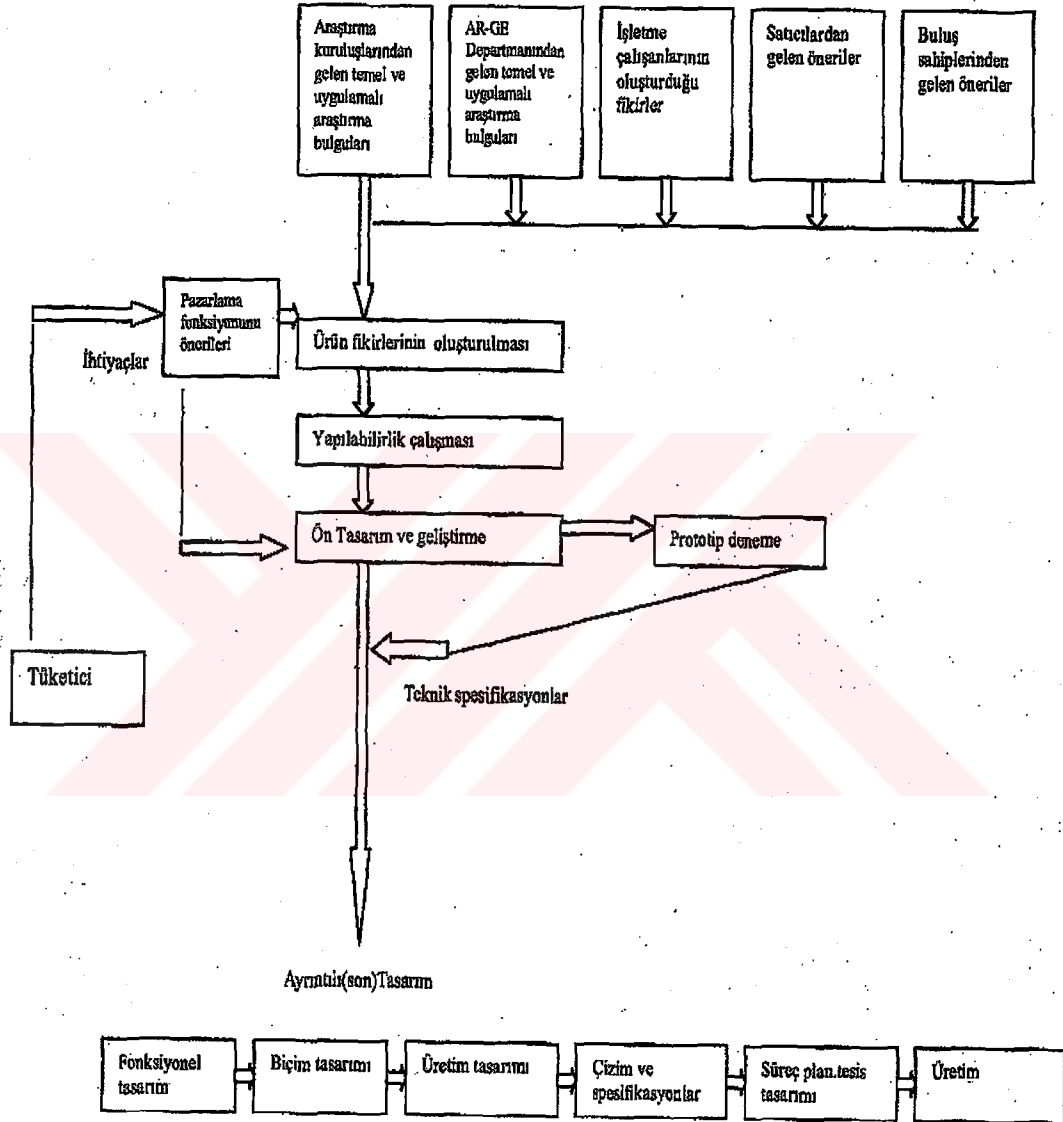 Araştırma
kuruluşlarından
gelen temel ve
uygulamalı
araştırma
bulguları
AR-GE
Departmanından
gelen temel ve
uygulamalı
araştırma
bulguları
İşletme
çalışanlarının
oluşturduğu
fikirler
Satıcılardan
gelen öneriler
Buluş
sahiplerinden
gelen öneriler
Pazarlama
fonksiyonunu
önerileri
İhtiyaçlar
Ürün fikirlerinin oluşturulması
Yapılabilirlik çalışması
Ön Tasarım ve geliştirme
Prototip deneme
Tüketici
Teknik spesifikasyonlar
Ayrıntılı(son)Tasarım
Fonksiyonel
tasarım
Biçim tasarımı
Üretim tasarımı
Çizim ve
spesifikasyonlar
Süreç plan.tesis
tasarımı
Üretim